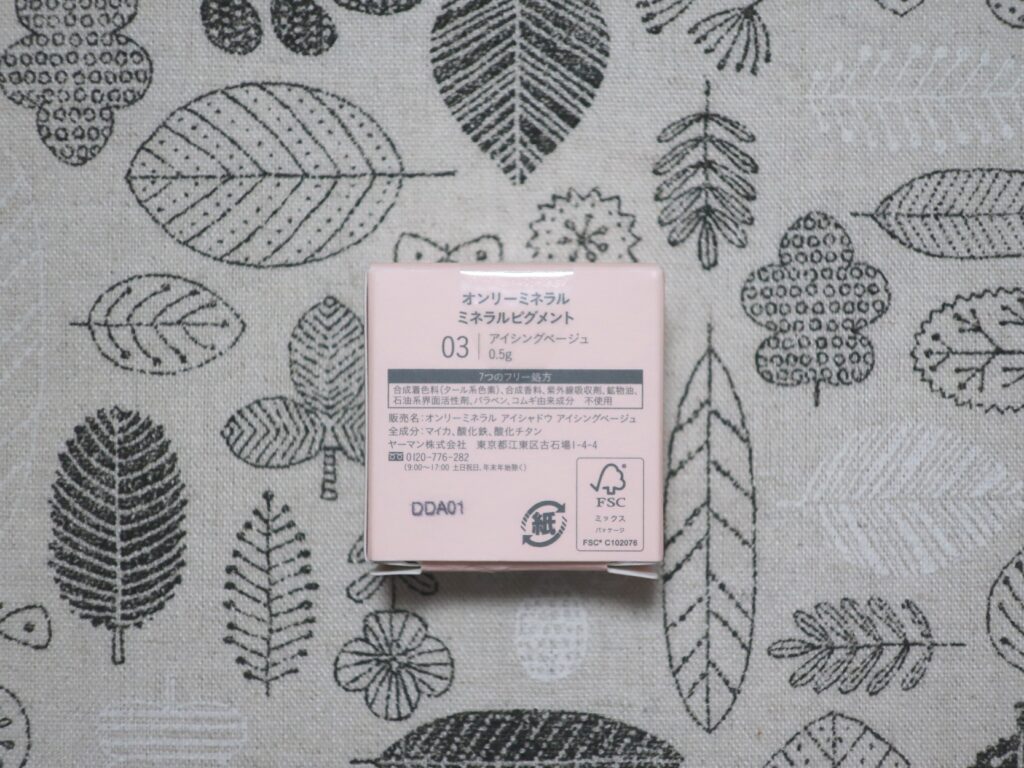 オンリーミネラル
ミネラルピグメント
03 アイシングベージュ
0.5g
7つのフリー処方
合成着色料(タール系色素)、合成香料、紫外線吸収剤、鉱物油、
石油系界面活性剤、パラベン、コムギ由来成分 不使用
販売名:オンリーミネラル アイシャドウ アイシングベージュ
全成分:マイカ、酸化鉄、酸化チタン
ヤーマン株式会社 東京都江東区古石場1-4-4
0120-776-282
(9:00〜17:00 土日祝日、年末年始除く)
DDA01
紙
FSC
ミックス
パッケージ
FSC® C102076